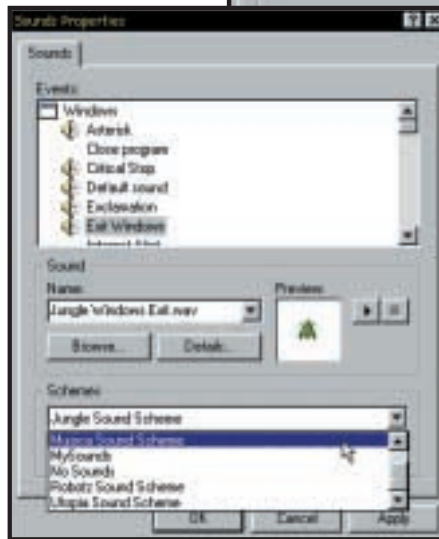 Sounds Properties
Sounds
Events:
Windows
Asterisk
Close program
Critical Stop
Default sound
Exclamation
Exit Windows
Sound
Name:
Jungle Windows Exit.wav
Preview:
Browse...
Details...
Schemes
Jungle Sound Scheme
Musica Sound Scheme
MySounds
No Sounds
Robotz Sound Scheme
Utopia Sound Scheme
OK
Cancel
Apply